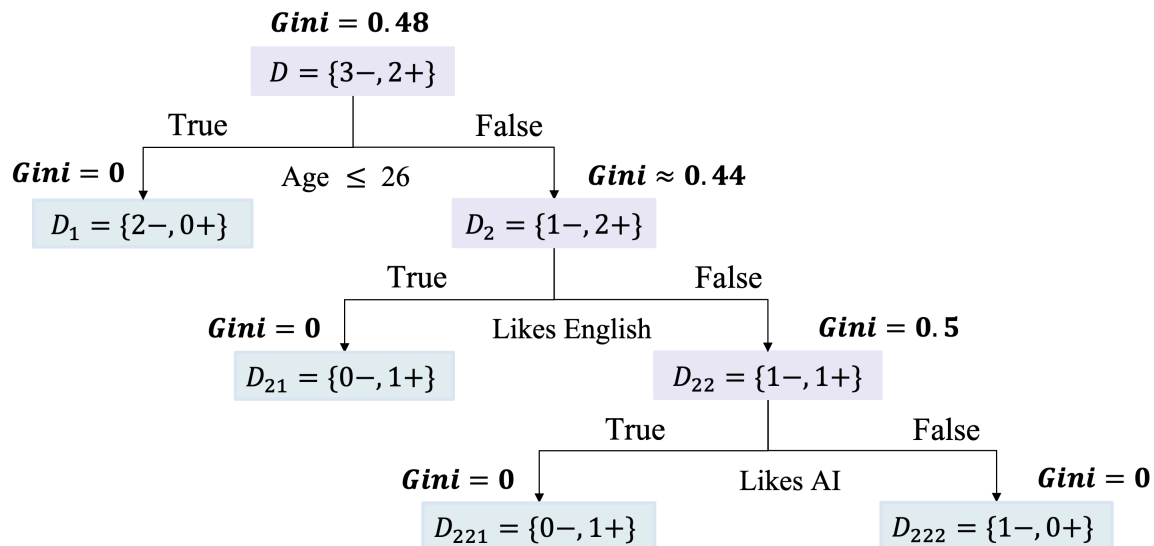 Gini = 0.48
D = {3−, 2+}
True
False
Gini = 0
Age ≤ 26
Gini ≈ 0.44
D₁ = {2−, 0+}
D₂ = {1−, 2+}
True
False
Gini = 0
Likes English
Gini = 0.5
D₂₁ = {0−, 1+}
D₂₂ = {1−, 1+}
True
False
Gini = 0
Likes AI
Gini = 0
D₂₂₁ = {0−, 1+}
D₂₂₂ = {1−, 0+}